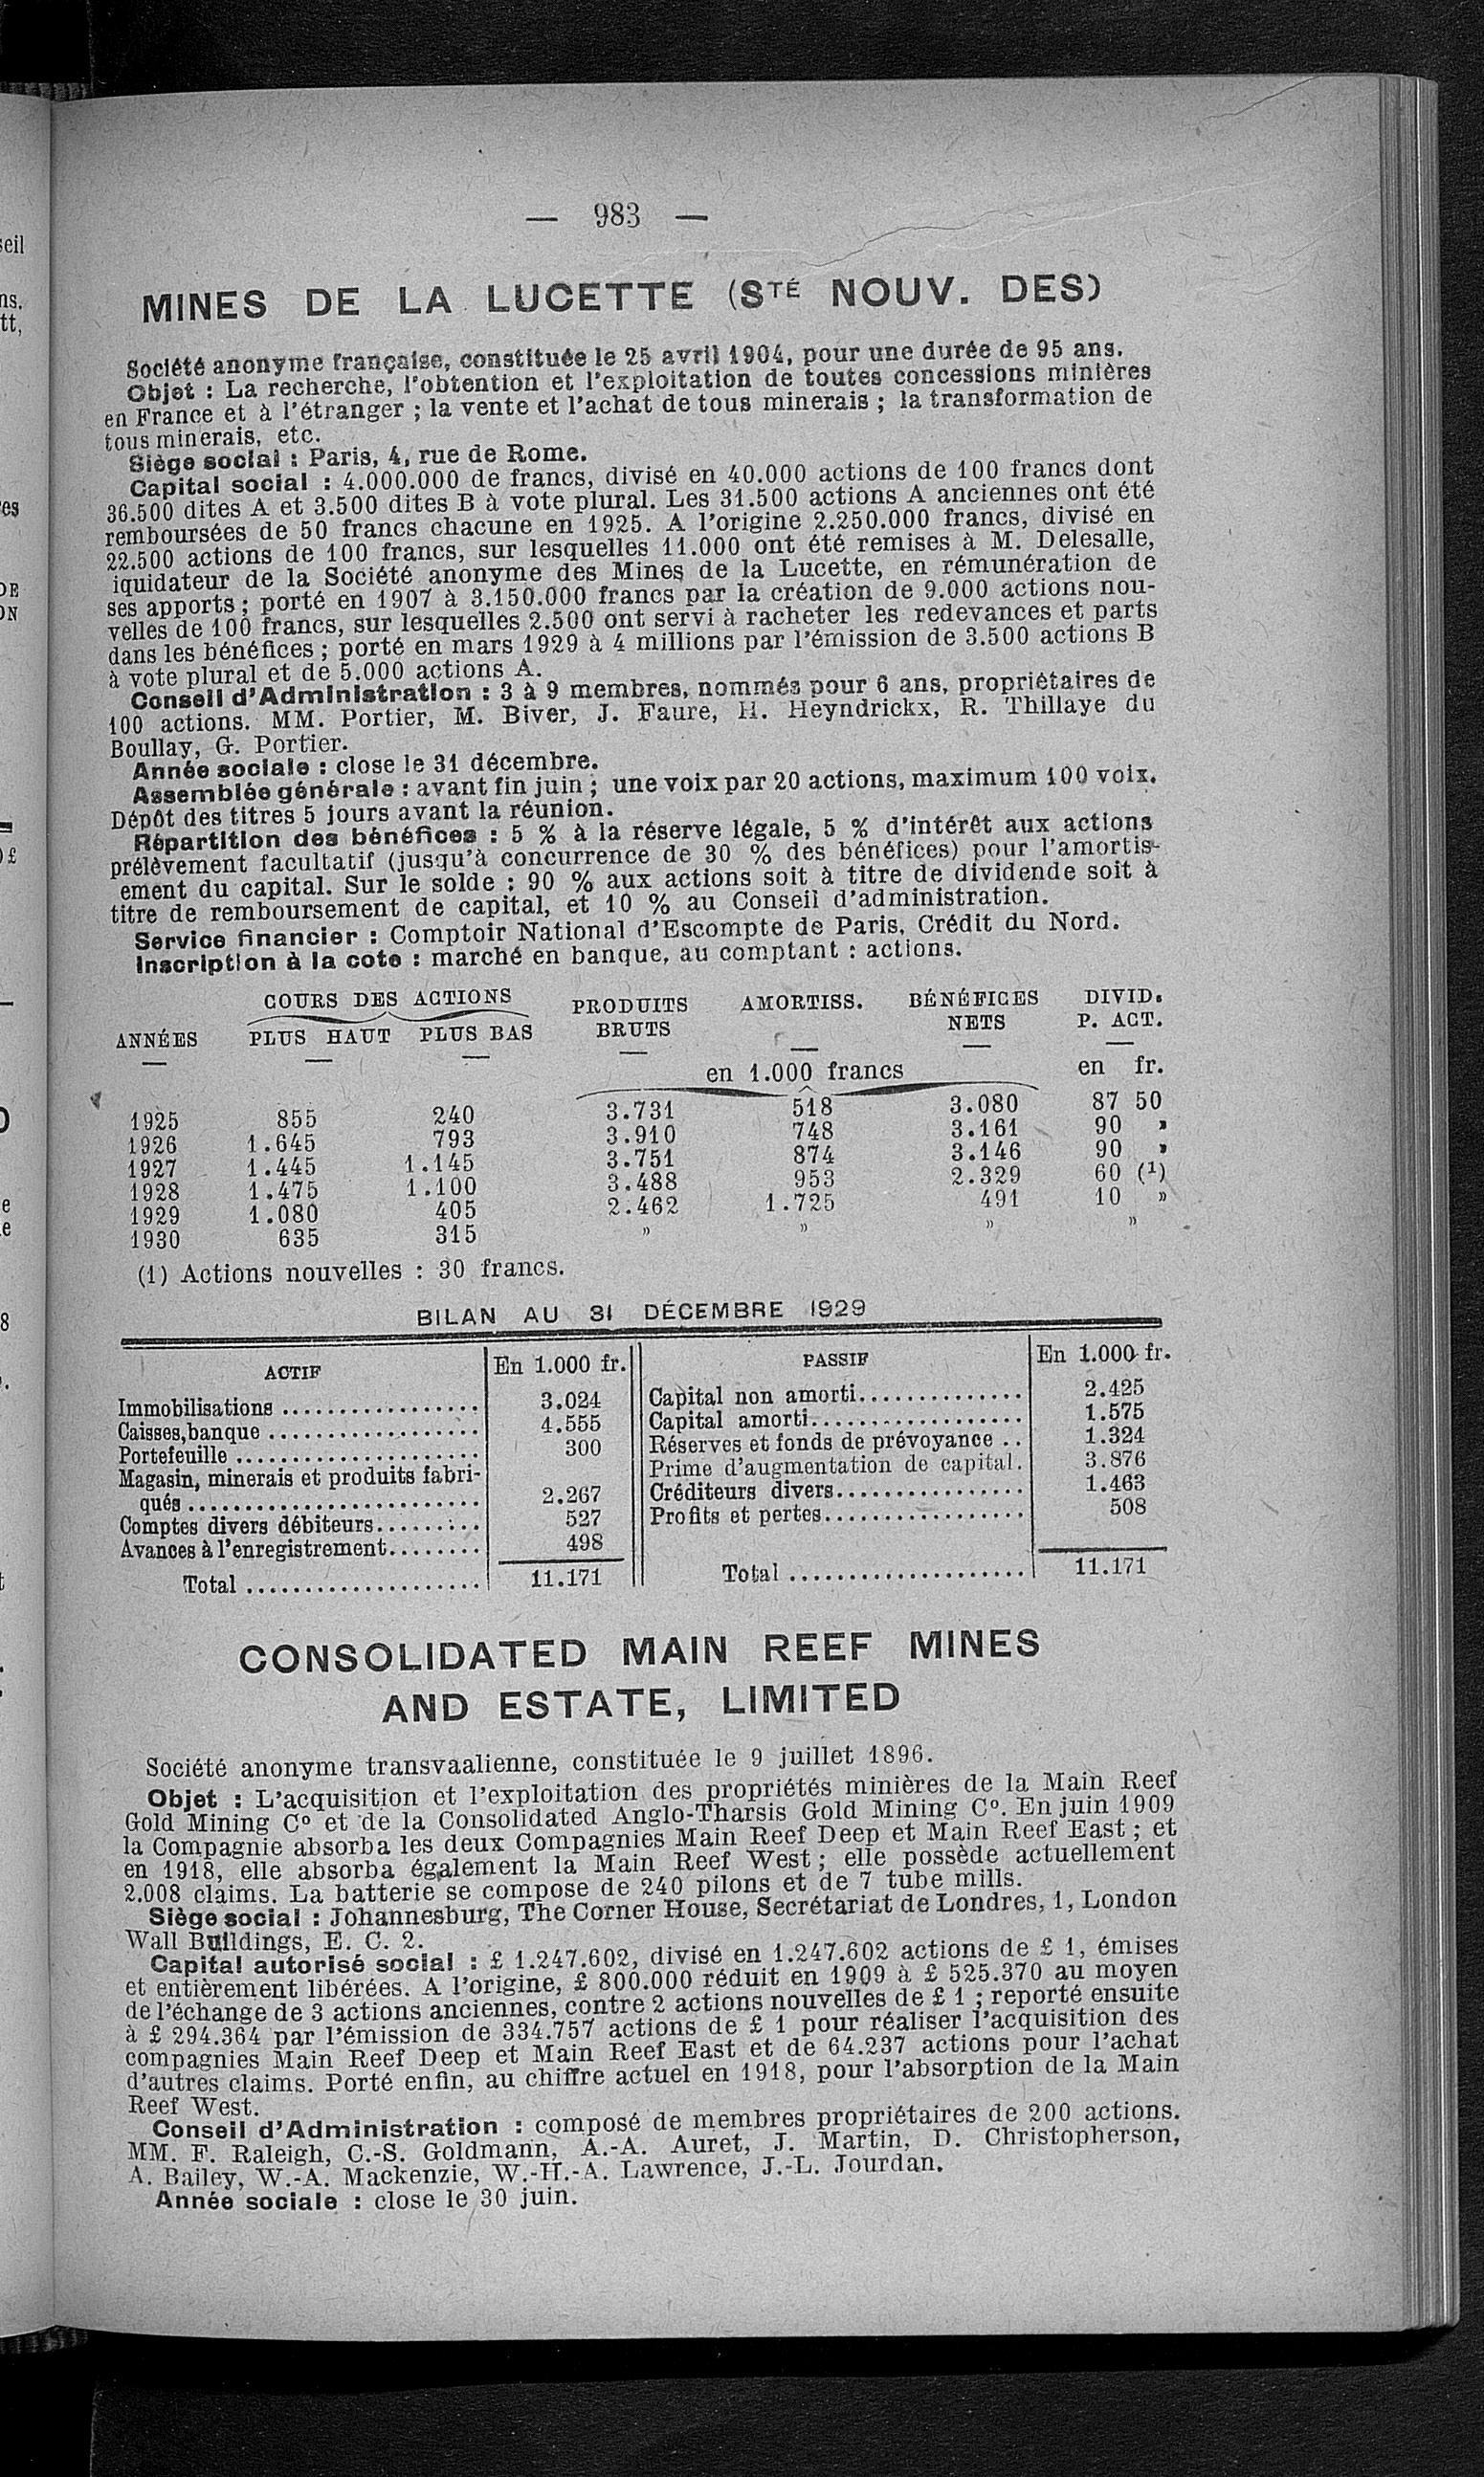 — 983 —
MINES DE LA LUCETTE (STÉ NOUV. DES)
Société anonyme française, constituée le 25 avril 1904, pour une durée de 95 ans.
Objet : La recherche, l'obtention et l'exploitation de toutes concessions minières
en France et à l'étranger ; la vente et l'achat de tous minerais ; la transformation de
tous minerais, etc.
Siège social : Paris, 4, rue de Rome.
Capital social : 4.000.000 de francs, divisé en 40.000 actions de 100 francs dont
36.500 dites A et 3.500 dites B à vote plural. Les 31.500 actions A anciennes ont été
remboursées de 50 francs chacune en 1925. A l'origine 2.250.000 francs, divisé en
22.500 actions de 100 francs, sur lesquelles 11.000 ont été remises à M. Delesalle,
iquidateur de la Société anonyme des Mines de la Lucette, en rémunération de
ses apports ; porté en 1907 à 3.150.000 francs par la création de 9.000 actions nou-
velles de 100 francs, sur lesquelles 2.500 ont servi à racheter les redevances et parts
dans les bénéfices ; porté en mars 1929 à 4 millions par l'émission de 3.500 actions B
à vote plural et de 5.000 actions A.
Conseil d'Administration : 3 à 9 membres, nommés pour 6 ans, propriétaires de
100 actions. MM. Portier, M. Biver, J. Faure, H. Heyndrickx, R. Thillaye du
Boullay, G. Portier.
Année sociale : close le 31 décembre.
Assemblée générale : avant fin juin ; une voix par 20 actions, maximum 100 voix.
Dépôt des titres 5 jours avant la réunion.
Répartition des bénéfices : 5 % à la réserve légale, 5 % d'intérêt aux actions
prélèvement facultatif (jusqu'à concurrence de 30 % des bénéfices) pour l'amortis-
ement du capital. Sur le solde : 90 % aux actions soit à titre de dividende soit à
titre de remboursement de capital, et 10 % au Conseil d'administration.
Service financier : Comptoir National d'Escompte de Paris, Crédit du Nord.
Inscription à la cote : marché en banque, au comptant : actions.
COURS DES ACTIONS PRODUITS AMORTISS. BÉNÉFICES DIVID.
ANNÉES PLUS HAUT PLUS BAS BRUTS NETS P. ACT.
en 1.000 francs en fr.
1925 855 240 3.731 518 3.080 87 50
1926 1.645 793 3.910 748 3.161 90 »
1927 1.445 1.145 3.751 874 3.146 90 »
1928 1.475 1.100 3.488 953 2.329 60 (1)
1929 1.080 405 2.462 1.725 491 10 »
1930 635 315 » » » »
(1) Actions nouvelles : 30 francs.
BILAN AU 31 DÉCEMBRE 1929
ACTIF En 1.000 fr. PASSIF En 1.000 fr.
Immobilisations ................. 3.024 Capital non amorti.............. 2.425
Caisses, banque .................. 4.555 Capital amorti.................. 1.575
Portefeuille ..................... 300 Réserves et fonds de prévoyance .. 1.324
Magasin, minerais et produits fabri- Prime d'augmentation de capital. 3.876
qués ......................... 2.267 Créditeurs divers................ 1.463
Comptes divers débiteurs......... 527 Profits et pertes................. 508
Avances à l'enregistrement........ 498
Total .................... 11.171 Total .................... 11.171
CONSOLIDATED MAIN REEF MINES
AND ESTATE, LIMITED
Société anonyme transvaalienne, constituée le 9 juillet 1896.
Objet : L'acquisition et l'exploitation des propriétés minières de la Main Reef
Gold Mining Co et de la Consolidated Anglo-Tharsis Gold Mining Co. En juin 1909
la Compagnie absorba les deux Compagnies Main Reef Deep et Main Reef East ; et
en 1918, elle absorba également la Main Reef West ; elle possède actuellement
2.008 claims. La batterie se compose de 240 pilons et de 7 tube mills.
Siège social : Johannesburg, The Corner House, Secrétariat de Londres, 1, London
Wall Buildings, E. C. 2.
Capital autorisé social : £ 1.247.602, divisé en 1.247.602 actions de £ 1, émises
et entièrement libérées. A l'origine, £ 800.000 réduit en 1909 à £ 525.370 au moyen
de l'échange de 3 actions anciennes, contre 2 actions nouvelles de £ 1 ; reporté ensuite
à £ 294.364 par l'émission de 334.757 actions de £ 1 pour réaliser l'acquisition des
compagnies Main Reef Deep et Main Reef East et de 64.237 actions pour l'achat
d'autres claims. Porté enfin, au chiffre actuel en 1918, pour l'absorption de la Main
Reef West.
Conseil d'Administration : composé de membres propriétaires de 200 actions.
MM. F. Raleigh, C.-S. Goldmann, A.-A. Auret, J. Martin, D. Christopherson,
A. Bailey, W.-A. Mackenzie, W.-H.-A. Lawrence, J.-L. Jourdan.
Année sociale : close le 30 juin.